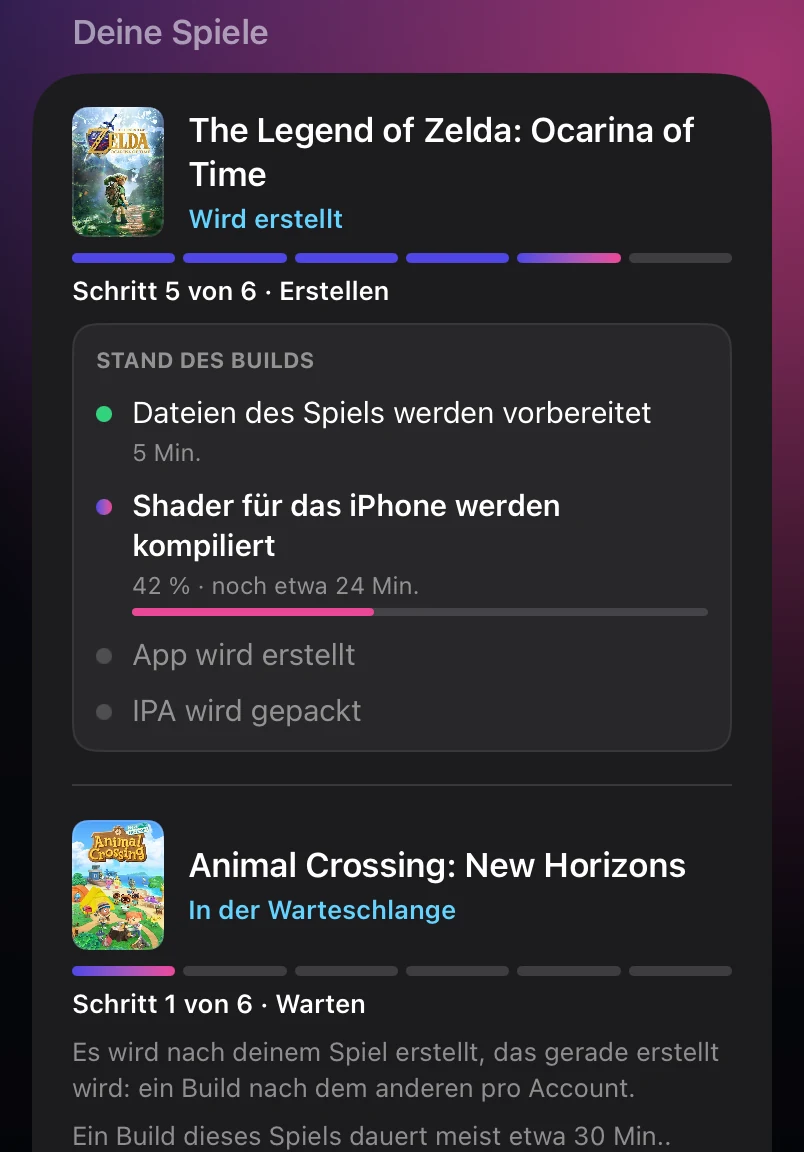 Deine Spiele
ZELDA
The Legend of Zelda: Ocarina of
Time
Wird erstellt
Schritt 5 von 6 · Erstellen
STAND DES BUILDS
Dateien des Spiels werden vorbereitet
5 Min.
Shader für das iPhone werden
kompiliert
42 % · noch etwa 24 Min.
App wird erstellt
IPA wird gepackt
Animal
Crossing
Animal Crossing: New Horizons
In der Warteschlange
Schritt 1 von 6 · Warten
Es wird nach deinem Spiel erstellt, das gerade erstellt
wird: ein Build nach dem anderen pro Account.
Ein Build dieses Spiels dauert meist etwa 30 Min..